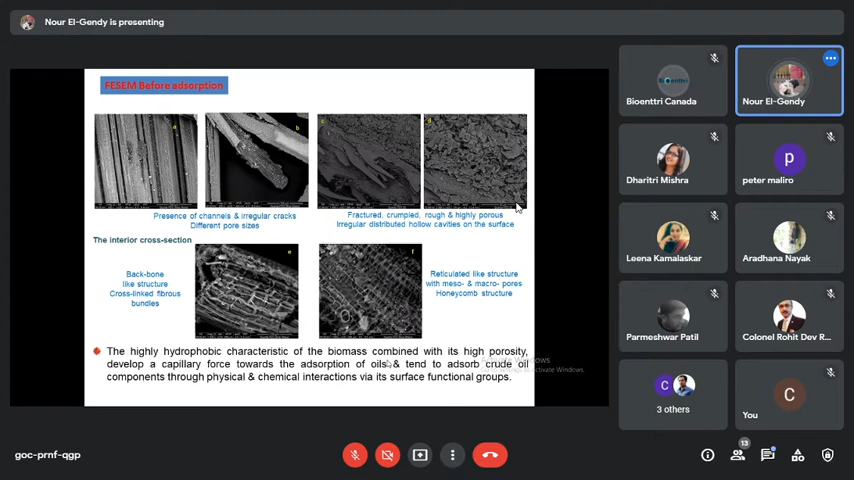 Nour El-Gendy is presenting
FESEM Before adsorption
a
b
c
d
Presence of channels & irregular cracks
Different pore sizes
Fractured, crumpled, rough & highly porous
Irregular distributed hollow cavities on the surface
The interior cross-section
e
f
Back-bone
like structure
Cross-linked fibrous
bundles
Reticulated like structure
with meso- & macro- pores
Honeycomb structure
The highly hydrophobic characteristic of the biomass combined with its high porosity,
develop a capillary force towards the adsorption of oils & tend to adsorb crude oil
components through physical & chemical interactions via its surface functional groups.
Bioenttri
Bioenttri Canada
Nour El-Gendy
Dharitri Mishra
p
peter maliro
Leena Kamalaskar
Aradhana Nayak
Parmeshwar Patil
Colonel Rohit Dev R...
C
3 others
C
You
goc-prnf-qgp
13